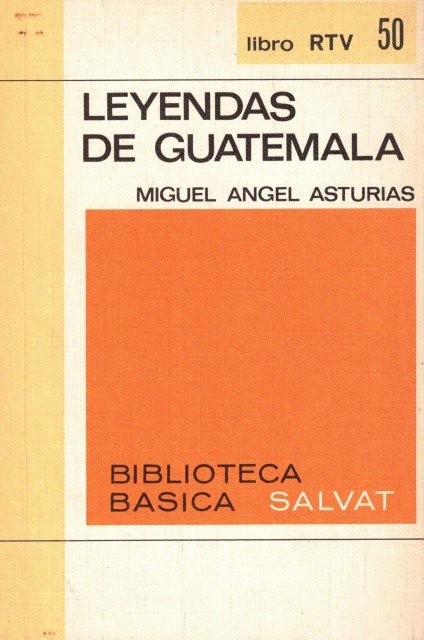 libro RTV 50
LEYENDAS
DE GUATEMALA
MIGUEL ANGEL ASTURIAS
BIBLIOTECA
BASICA SALVAT